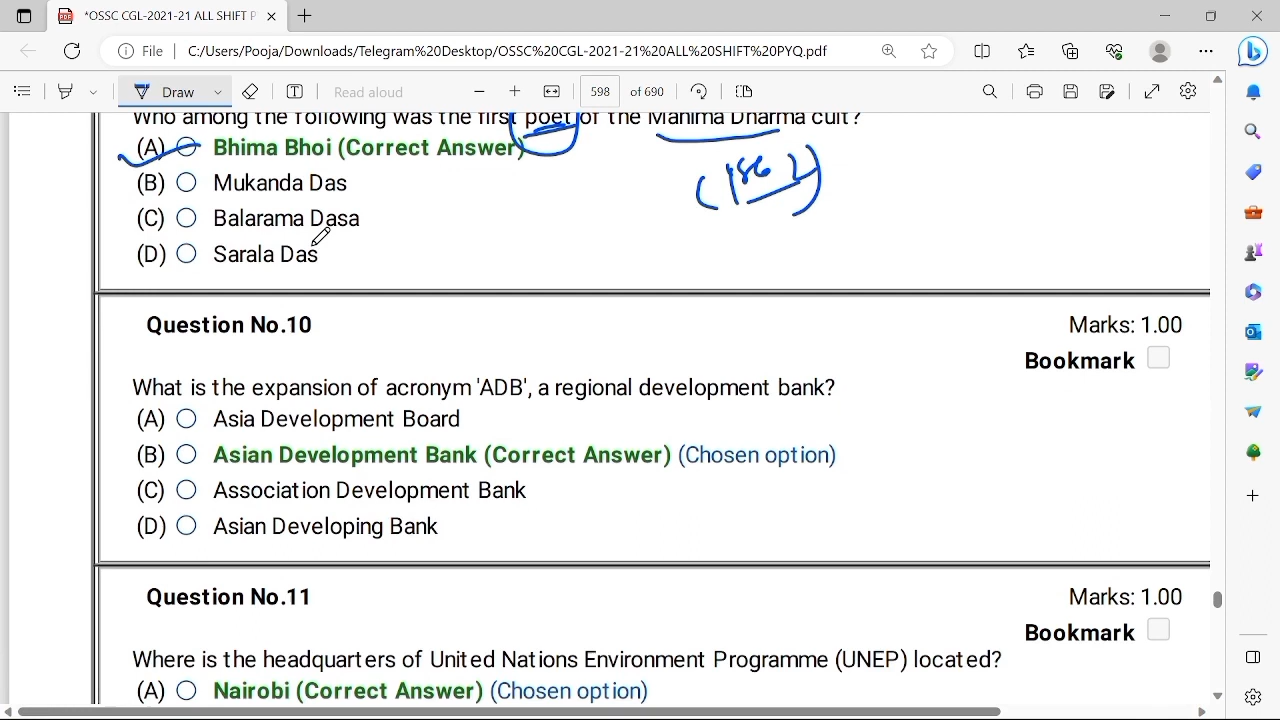 *OSSC CGL-2021-21 ALL SHIFT P
File | C:/Users/Pooja/Downloads/Telegram%20Desktop/OSSC%20CGL-2021-21%20ALL%20SHIFT%20PYQ.pdf
Draw Read aloud 598 of 690
Who among the following was the first poet of the Mahima Dharma cult?
(A) Bhima Bhoi (Correct Answer)
(B) Mukanda Das
(C) Balarama Dasa
(D) Sarala Das
Question No.10 Marks: 1.00
Bookmark
What is the expansion of acronym 'ADB', a regional development bank?
(A) Asia Development Board
(B) Asian Development Bank (Correct Answer) (Chosen option)
(C) Association Development Bank
(D) Asian Developing Bank
Question No.11 Marks: 1.00
Bookmark
Where is the headquarters of United Nations Environment Programme (UNEP) located?
(A) Nairobi (Correct Answer) (Chosen option)